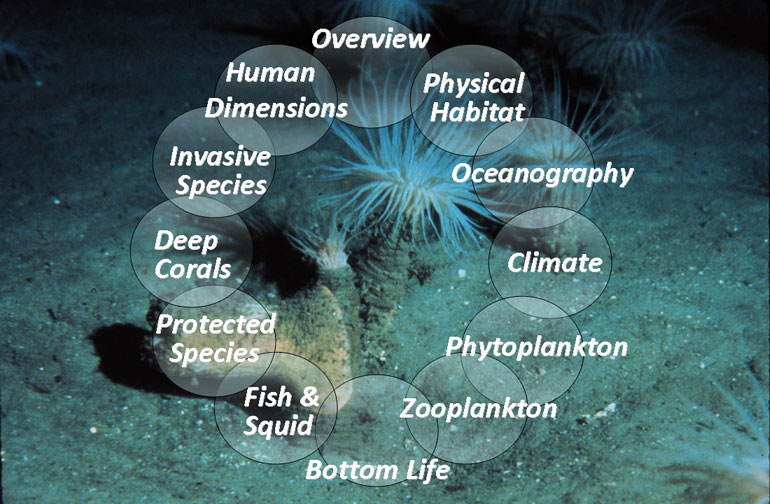 Overview
Physical
Habitat
Oceanography
Climate
Phytoplankton
Zooplankton
Bottom Life
Fish &
Squid
Protected
Species
Deep
Corals
Invasive
Species
Human
Dimensions